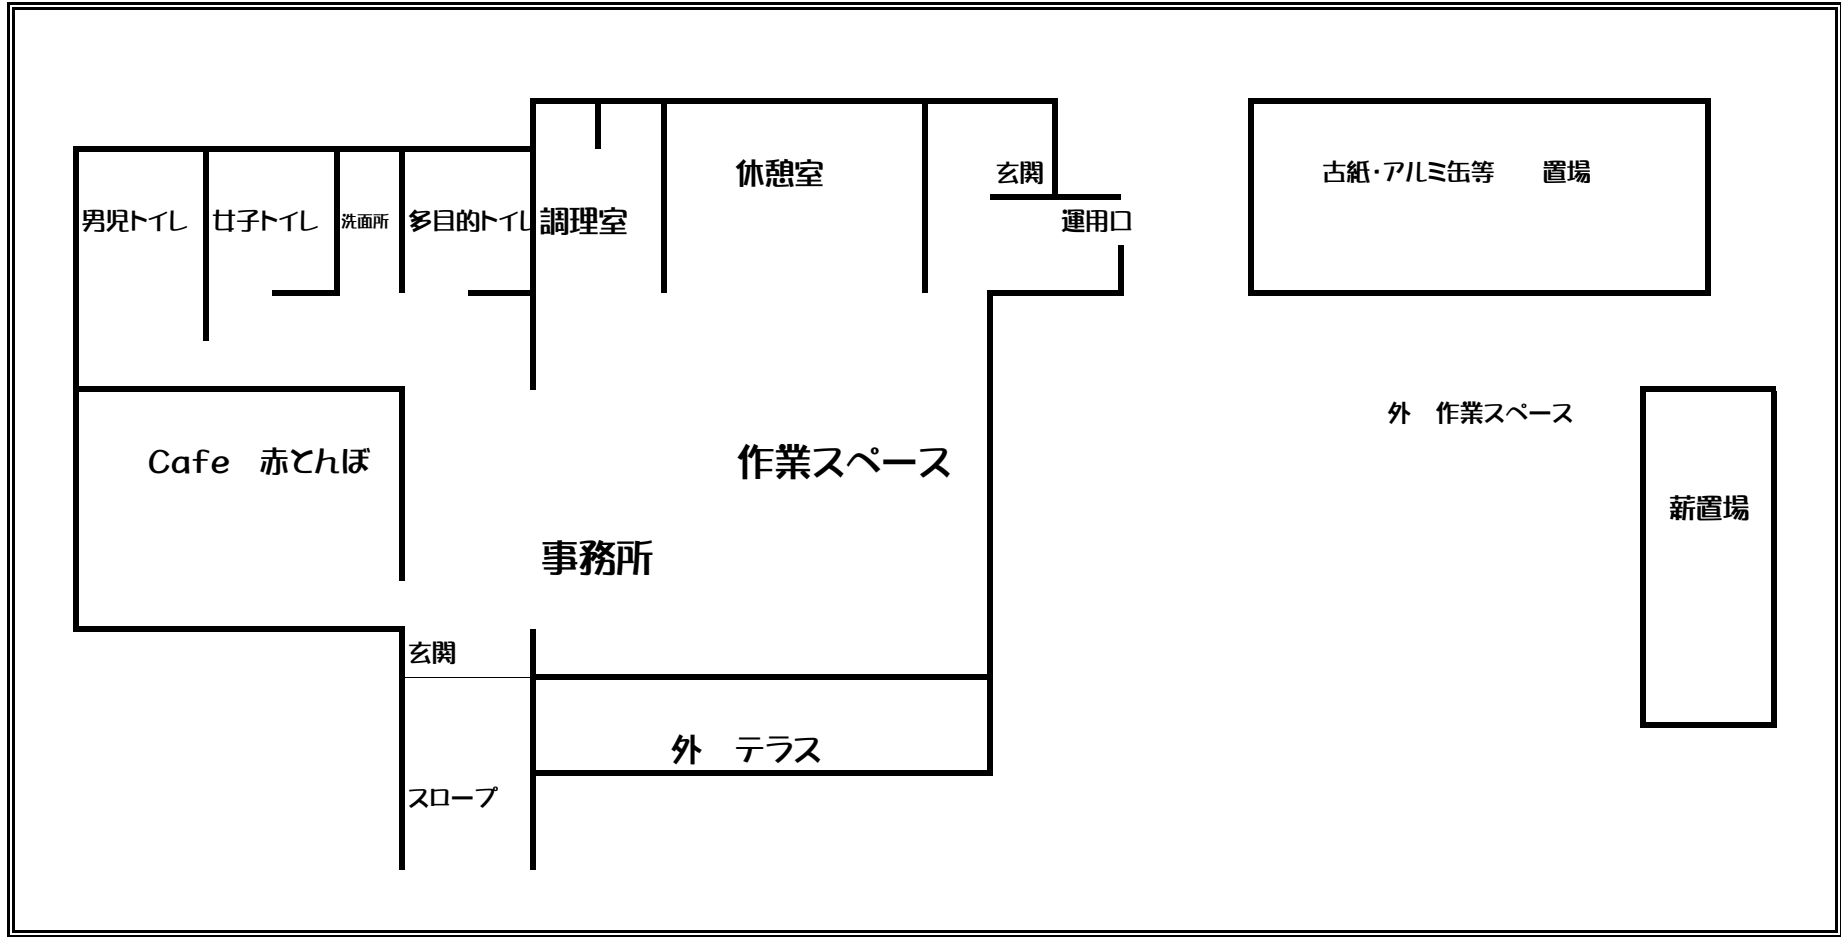 休憩室
玄関
古紙・アルミ缶等　置場
男児トイレ
女子トイレ
洗面所
多目的トイレ
調理室
運用口
外　作業スペース
Cafe　赤とんぼ
作業スペース
薪置場
事務所
玄関
外　テラス
スロープ